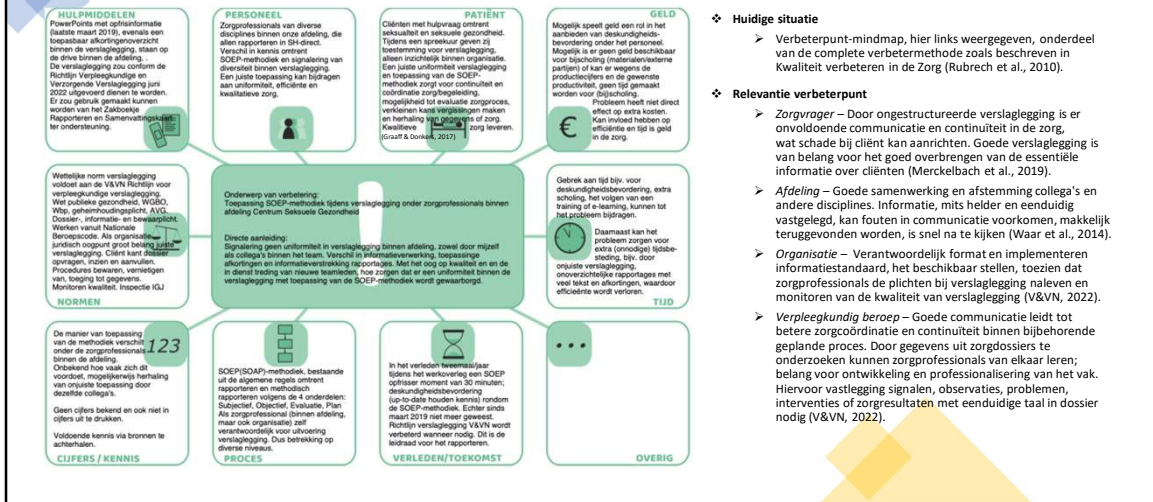 HULPMIDDELEN
PowerPoints met opfrisinformatie
(laatste maart 2019), evenals een
toepasbaar afkortingenoverzicht
binnen de verslaglegging, staan op
de drive binnen de afdeling, .
De verslaglegging zou conform de
Richtlijn Verpleegkundige en
Verzorgende Verslaglegging juni
2022 uitgevoerd dienen te worden.
Er zou gebruik gemaakt kunnen
worden van het Zakboekje
Rapporteren en Samenvattingskaart
ter ondersteuning.
PERSONEEL
Zorgprofessionals van diverse
disciplines binnen onze afdeling, die
allen rapporteren in SH-direct.
Verschil in kennis omtrent
SOEP-methodiek en signalering van
diversiteit binnen verslaglegging.
Een juiste toepassing kan bijdragen
aan uniformiteit, efficiënte en
kwalitatieve zorg.
PATIËNT
Cliënten met hulpvraag omtrent
seksualteit en seksuele gezondheid.
Tijdens een spreekuur geven zij
toestemming voor verslaglegging,
alleen inzichtelijk binnen organisatie.
Een juiste uniformiteit verslaglegging
en toepassing van de SOEP-
methodiek zorgt voor continuïteit en
coördinatie zorg/begeleiding,
mogelijkheid tot evaluatie zorgproces,
verkleinen kans vergissingen maken
en herhaling van gegevens of zorg.
Kwalitieve zorg leveren.
(Graaff & Donkers, 2017)
GELD
Mogelijk speelt geld een rol in het
aanbieden van deskundigheids-
bevordering onder het personeel.
Mogelijk is er geen geld beschikbaar
voor bijscholing (materialen/externe
partijen) of kan er wegens de
productiecijfers en de gewenste
productiviteit, geen tijd gemaakt
worden voor (bij)scholing.
Probleem heeft niet direct
effect op extra kosten.
Kan invloed hebben op
efficiëntie en tijd is geld
in de zorg.
€
Wettelijke norm verslaglegging
voldoet aan de V&VN Richtlijn voor
verpleegkundige verslaglegging.
Wet publieke gezondheid, WGBO,
Wbp, geheimhoudingsplicht, AVG.
Dossier-, informatie- en bewaarplicht.
Werken vanuit Nationale
Beroepscode. Als organisatie
juridisch oogpunt groot belang juiste
verslaglegging. Cliënt kant dossier
opvragen, inzien en aanvullen.
Procedures bewaren, vernietigen
van, toeging tot gegevens.
Monitoren kwaliteit. Inspectie IGJ
NORMEN
Onderwerp van verbetering:
Toepassing SOEP-methodiek tijdens verslaglegging onder zorgprofessionals binnen
afdeling Centrum Seksuele Gezondheid
!
Directe aanleiding:
Signalering geen uniformiteit in verslaglegging binnen afdeling, zowel door mijzelf
als collega's binnen het team. Verschil in informatieverwerking, toepassinge
afkortingen en informatieverstrekking rapportages. Met het oog op kwaliteit en en de
in dienst treding van nieuwe teamleden, hoe zorgen dat er een uniformiteit binnen de
verslaglegging met toepassing van de SOEP-methodiek wordt gewaarborgd.
Gebrek aan tijd bijv. voor
deskundigheidsbevordering, extra
scholing, het volgen van een
training of e-learning, kunnen tot
het probleem bijdragen.
Daarnaast kan het
probleem zorgen voor
extra (onnodige) tijdsbe-
steding, bijv. door
onjuiste verslaglegging,
onoverzichtelijke rapportages met
veel tekst en afkortingen, waardoor
efficieënte wordt verloren.
TIJD
De manier van toepassing
van de methodiek verschilt
onder de zorgprofessionals
binnen de afdeling.
Onbekend hoe vaak zich dit
voordoet, mogelijkerwijs herhaling
van onjuiste toepassing door
dezelfde collega's.
123
Geen cijfers bekend en ook niet in
cijfers uit te drukken.
Voldoende kennis via bronnen te
achterhalen.
CIJFERS / KENNIS
SOEP(SOAP)-methodiek, bestaande
uit de algemene regels omtrent
rapporteren en methodisch
rapporteren volgens de 4 onderdelen:
Subjectief, Objectief, Evaluatie, Plan
Als zorgprofessional (binnen afdeling,
maar ook organisatie) zelf
verantwoordelijk voor uitvoering
verslaglegging. Dus betrekking op
diverse niveaus.
PROCES
In het verleden tweemaal/jaar
tijdens het werkoverleg een SOEP
opfrisser moment van 30 minuten;
deskundigheidsbevordering
(up-to-date houden kennis) rondom
de SOEP-methodiek. Echter sinds
maart 2019 niet meer geweest.
Richtlijn verslaglegging V&VN wordt
verbeterd wanneer nodig. Dit is de
leidraad voor het rapporteren.
VERLEDEN/TOEKOMST
...
OVERIG
❖ Huidige situatie
➢ Verbeterpunt-mindmap, hier links weergegeven, onderdeel
van de complete verbetermethode zoals beschreven in
Kwaliteit verbeteren in de Zorg (Rubrech et al., 2010).
❖ Relevantie verbeterpunt
➢ Zorgvrager – Door ongestructureerde verslaglegging is er
onvoldoende communicatie en continuïteit in de zorg,
wat schade bij cliënt kan aanrichten. Goede verslaglegging is
van belang voor het goed overbrengen van de essentiële
informatie over cliënten (Merckelbach et al., 2019).
➢ Afdeling – Goede samenwerking en afstemming collega's en
andere disciplines. Informatie, mits helder en eenduidig
vastgelegd, kan fouten in communicatie voorkomen, makkelijk
teruggevonden worden, is snel na te kijken (Waar et al., 2014).
➢ Organisatie – Verantwoordelijk format en implementeren
informatiestandaard, het beschikbaar stellen, toezien dat
zorgprofessionals de plichten bij verslaglegging naleven en
monitoren van de kwaliteit van verslaglegging (V&VN, 2022).
➢ Verpleegkundig beroep – Goede communicatie leidt tot
betere zorgcoördinatie en continuïteit binnen bijbehorende
geplande proces. Door gegevens uit zorgdossiers te
onderzoeken kunnen zorgprofessionals van elkaar leren;
belang voor ontwikkeling en professionalisering van het vak.
Hiervoor vastlegging signalen, observaties, problemen,
interventies of zorgresultaten met eenduidige taal in dossier
nodig (V&VN, 2022).